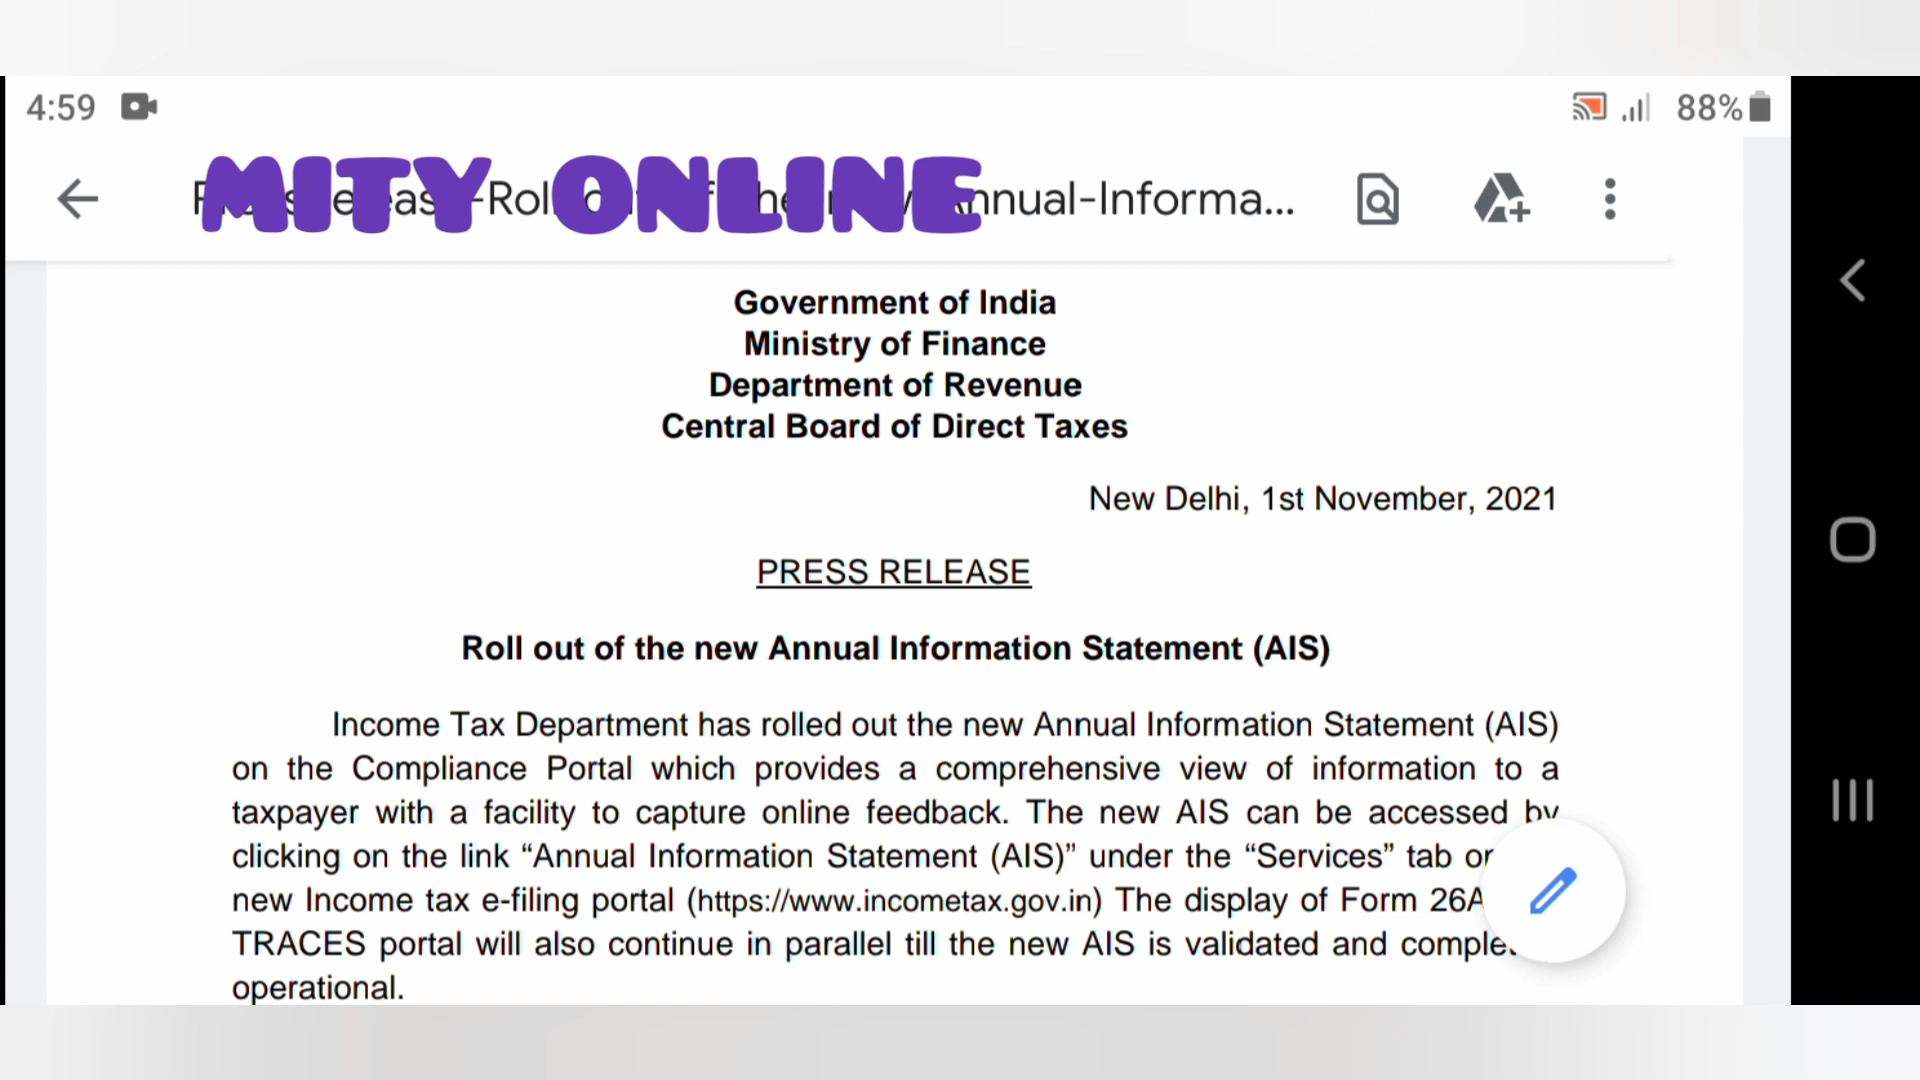 4:59
88%
MITY ONLINE
nnual-Informa...
Government of India
Ministry of Finance
Department of Revenue
Central Board of Direct Taxes
New Delhi, 1st November, 2021
PRESS RELEASE
Roll out of the new Annual Information Statement (AIS)
Income Tax Department has rolled out the new Annual Information Statement (AIS)
on the Compliance Portal which provides a comprehensive view of information to a
taxpayer with a facility to capture online feedback. The new AIS can be accessed by
clicking on the link “Annual Information Statement (AIS)” under the “Services” tab
new Income tax e-filing portal (https://www.incometax.gov.in) The display of Form
TRACES portal will also continue in parallel till the new AIS is validated and
operational.